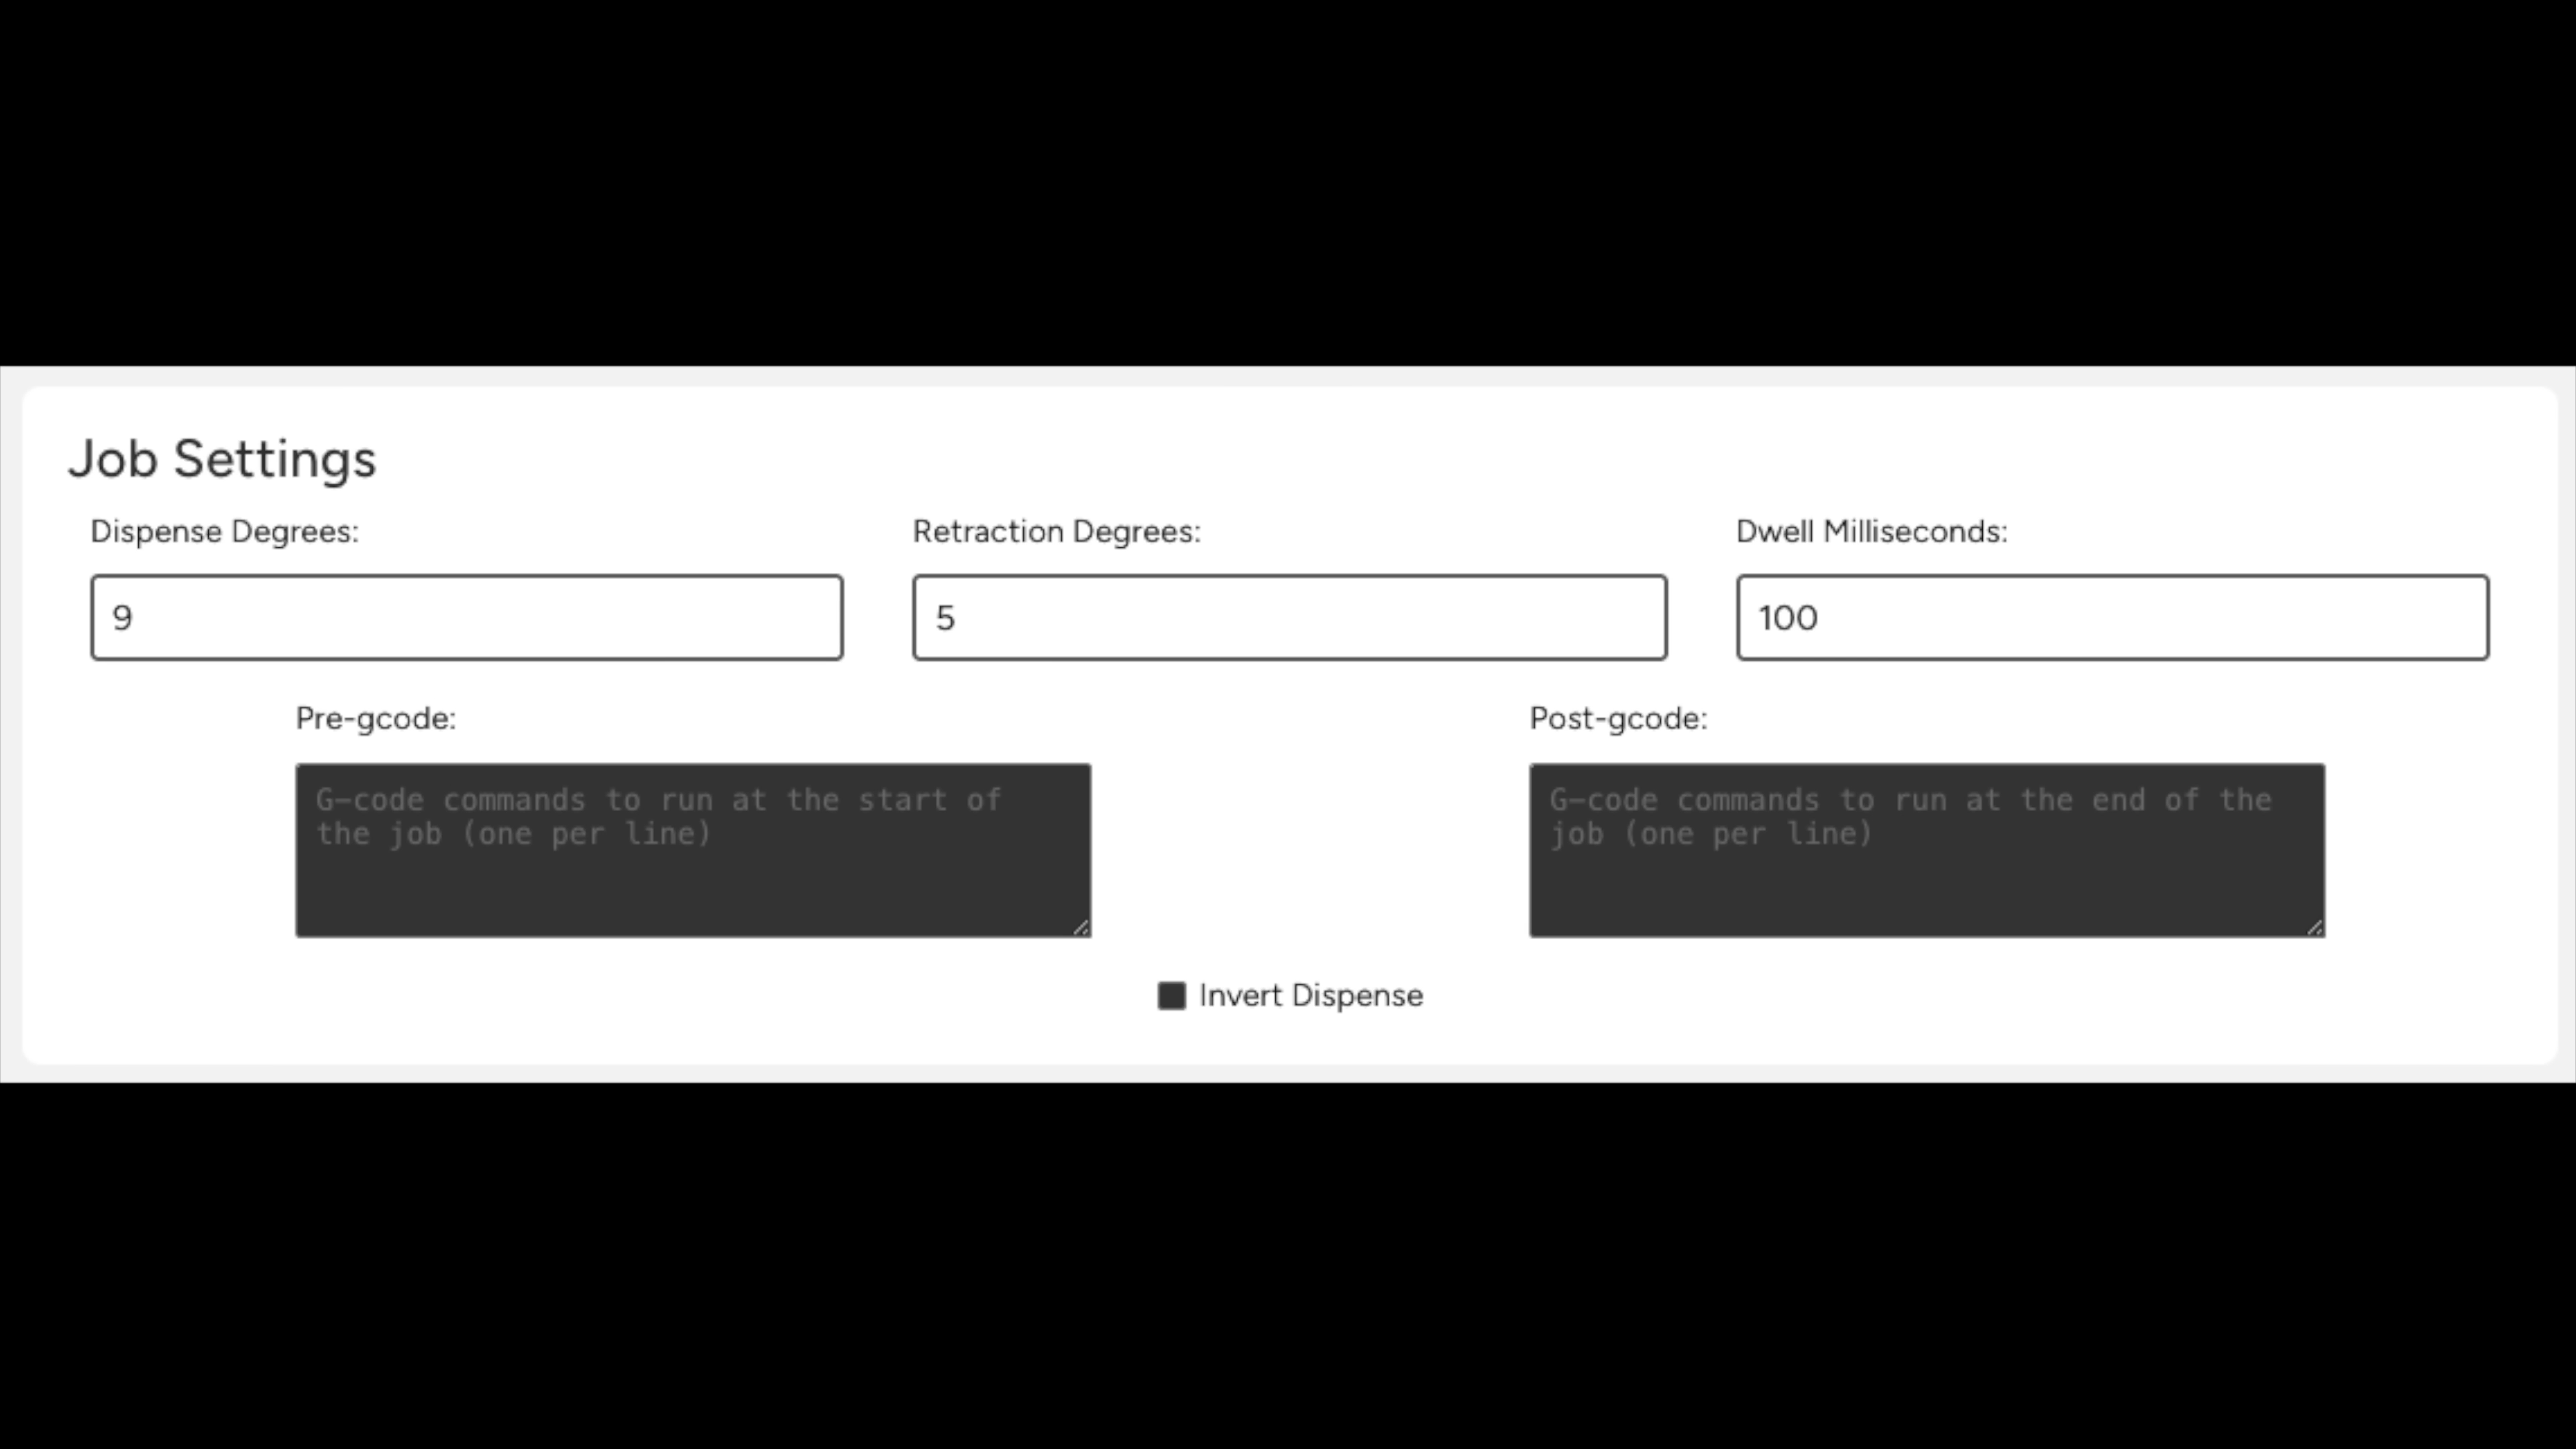 Job Settings
Dispense Degrees:
Retraction Degrees:
Dwell Milliseconds:
9
5
100
Pre-gcode:
Post-gcode:
G-code commands to run at the start of
the job (one per line)
G-code commands to run at the end of the
job (one per line)
Invert Dispense